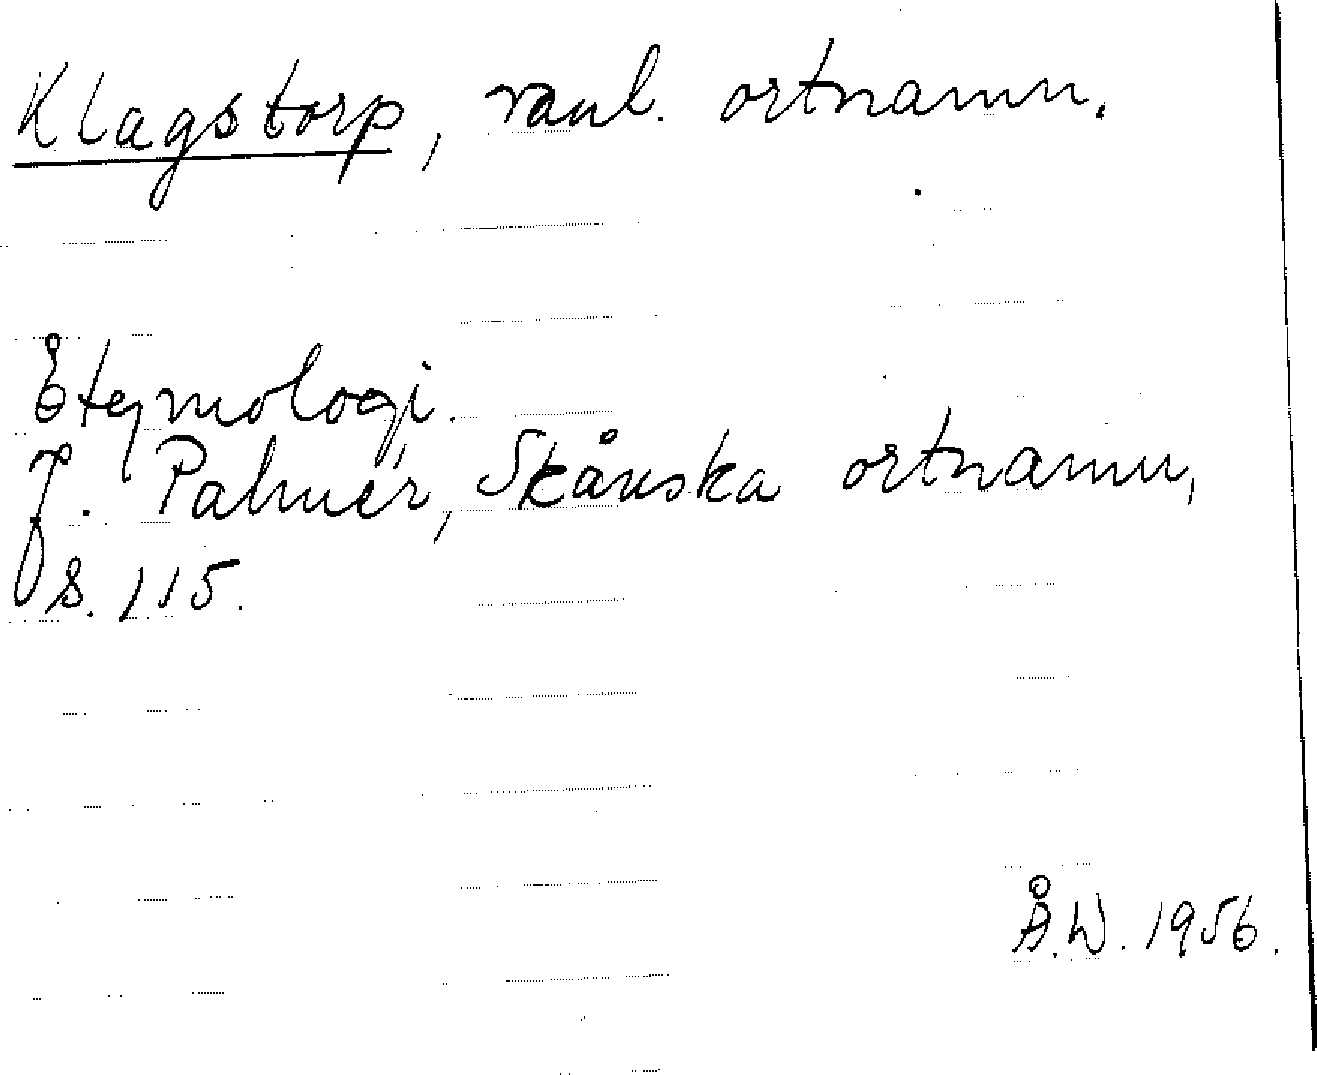 Klagstorp, vanl. ortnamn.
Etymologi.
J. Palmér, Skånska ortnamn,
s. 115.
Å.W. 1956.